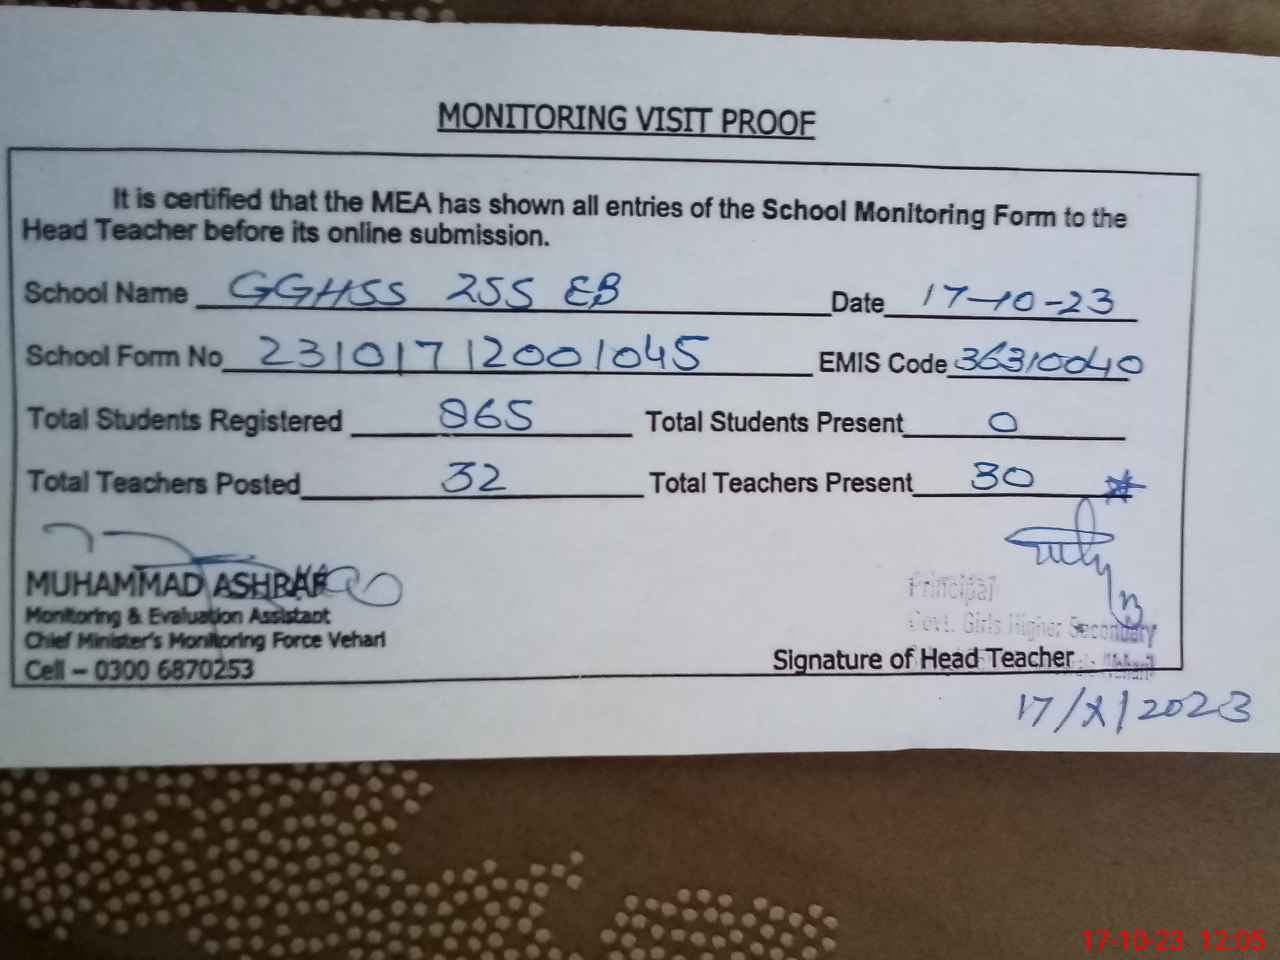 MONITORING VISIT PROOF
It is certified that the MEA has shown all entries of the School Monitoring Form to the
Head Teacher before its online submission.
School Name GGHSS 255 EB Date 17-10-23
School Form No 23101712001045 EMIS Code 36310040
Total Students Registered 865 Total Students Present 0
Total Teachers Posted 32 Total Teachers Present 30
MUHAMMAD ASHRAF
Monitoring & Evaluation Assistant
Chief Minister's Monitoring Force Vehari
Cell – 0300 6870253
Principal
Govt. Girls Higher Secondary
Signature of Head Teacher
17/X/2023
17-10-23 12:05